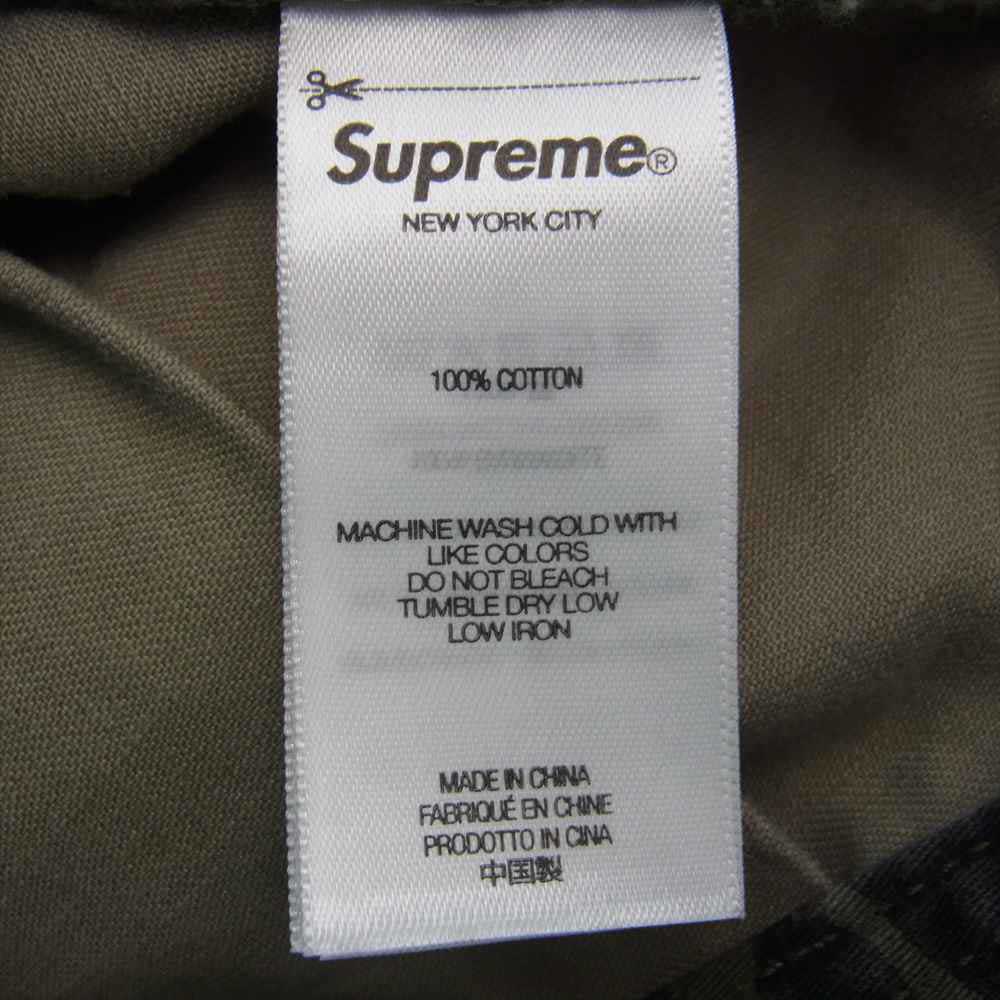 Supreme®
NEW YORK CITY
100% COTTON
MACHINE WASH COLD WITH
LIKE COLORS
DO NOT BLEACH
TUMBLE DRY LOW
LOW IRON
MADE IN CHINA
FABRIQUÉ EN CHINE
PRODOTTO IN CINA
中国製